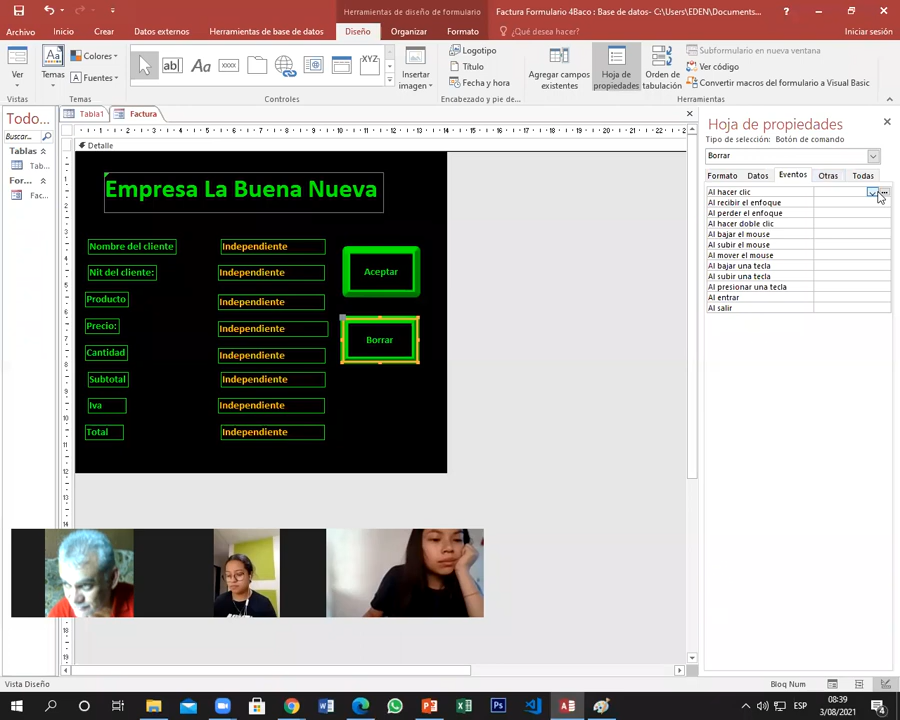 Herramientas de diseño de formulario
Factura Formulario 4Baco : Base de datos- C:\Users\EDEN\Documents...
?
Archivo
Inicio
Crear
Datos externos
Herramientas de base de datos
Diseño
Organizar
Formato
¿Qué desea hacer?
Iniciar sesión
Ver
Temas
Colores
Fuentes
Aa
ab|
Aa
XXXX
XYZ
Insertar
imagen
Logotipo
Título
Fecha y hora
Agregar campos
existentes
Hoja de
propiedades
Orden de
tabulación
Subformulario en nueva ventana
Ver código
Convertir macros del formulario a Visual Basic
Vistas
Temas
Controles
Encabezado y pie de ...
Herramientas
Todo...
Buscar...
Tablas
Tab...
For...
Fac...
Tabla1
Factura
Detalle
Empresa La Buena Nueva
Nombre del cliente
Independiente
Nit del cliente:
Independiente
Aceptar
Producto
Independiente
Precio:
Independiente
Borrar
Cantidad
Independiente
Subtotal
Independiente
Iva
Independiente
Total
Independiente
Hoja de propiedades
Tipo de selección: Botón de comando
Borrar
Formato
Datos
Eventos
Otras
Todas
Al hacer clic
Al recibir el enfoque
Al perder el enfoque
Al hacer doble clic
Al bajar el mouse
Al subir el mouse
Al mover el mouse
Al bajar una tecla
Al subir una tecla
Al presionar una tecla
Al entrar
Al salir
Vista Diseño
Bloq Num
ESP
08:39
3/08/2021
4